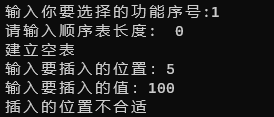 输入你要选择的功能序号:1
请输入顺序表长度:  0
建立空表
输入要插入的位置: 5
输入要插入的值: 100
插入的位置不合适